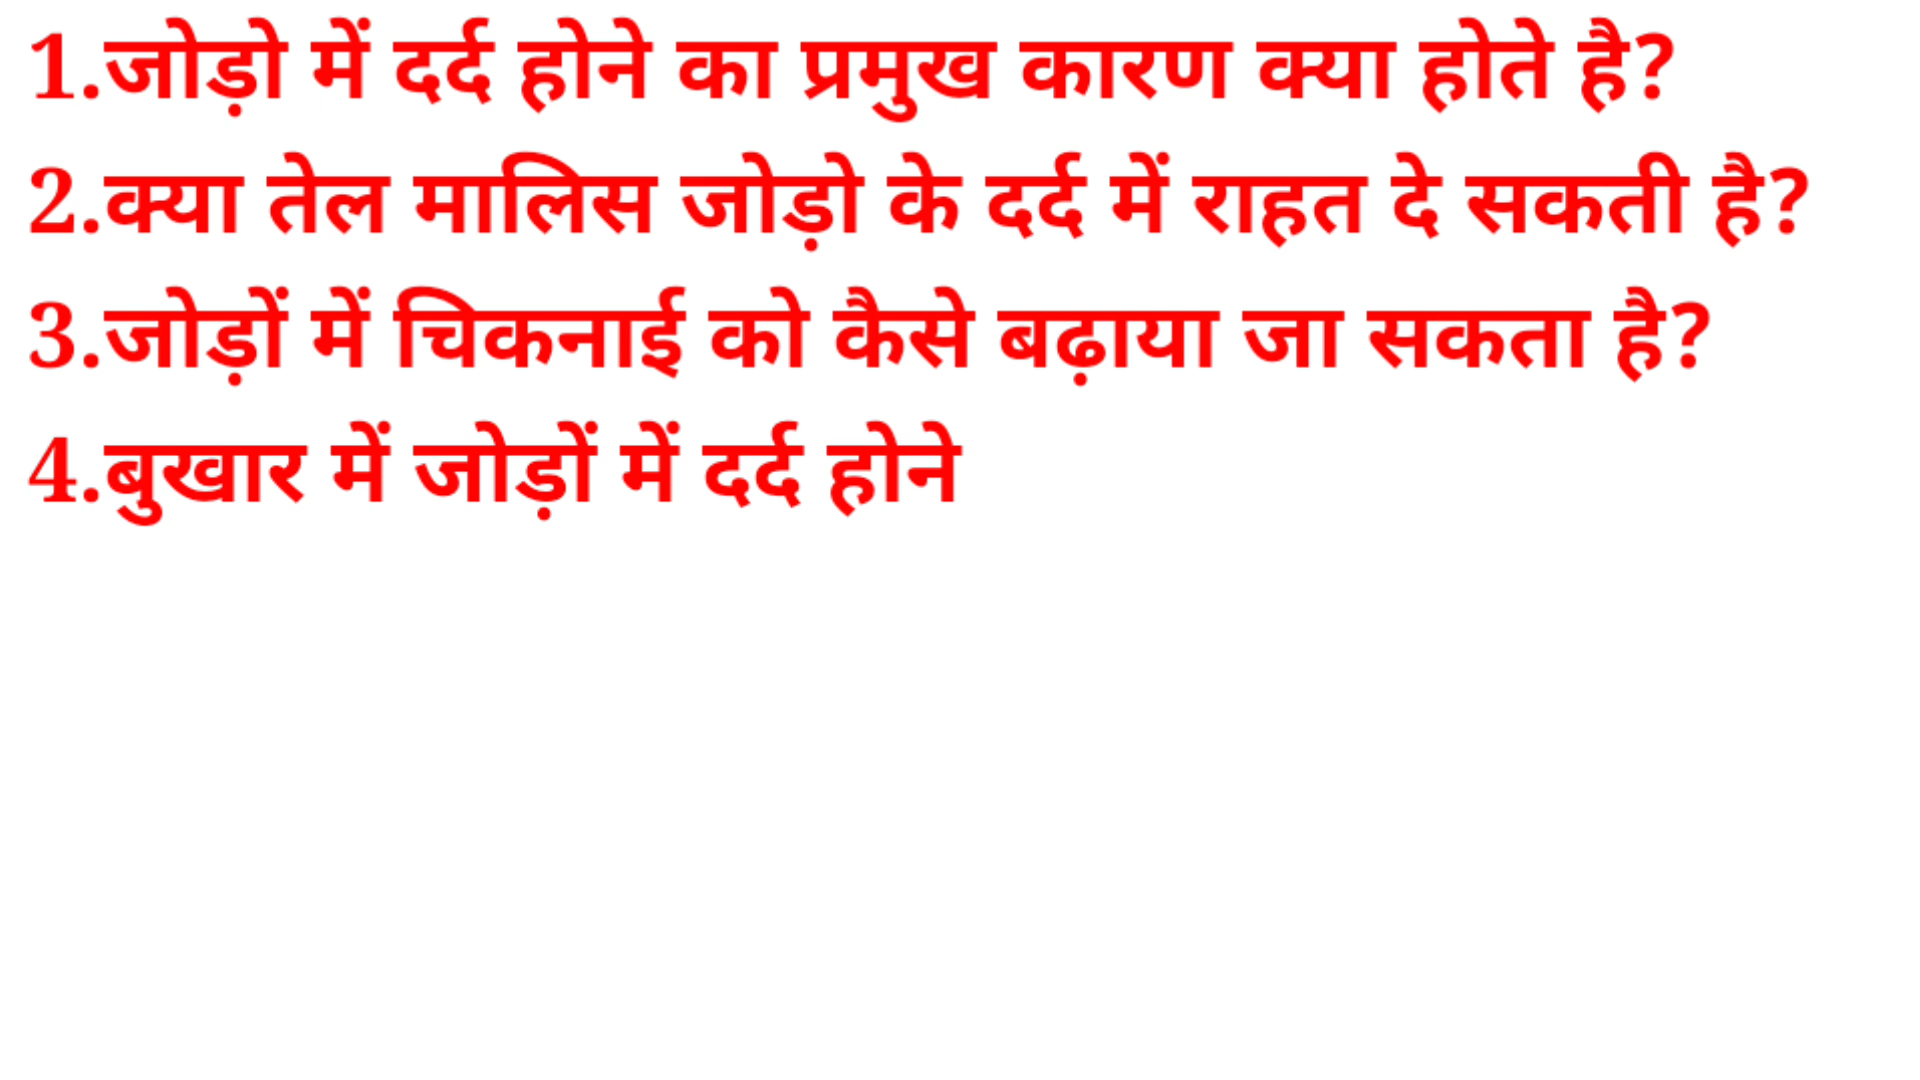 1.जोड़ो में दर्द होने का प्रमुख कारण क्या होते है?
2.क्या तेल मालिस जोड़ो के दर्द में राहत दे सकती है?
3.जोड़ों में चिकनाई को कैसे बढ़ाया जा सकता है?
4.बुखार में जोड़ों में दर्द होने